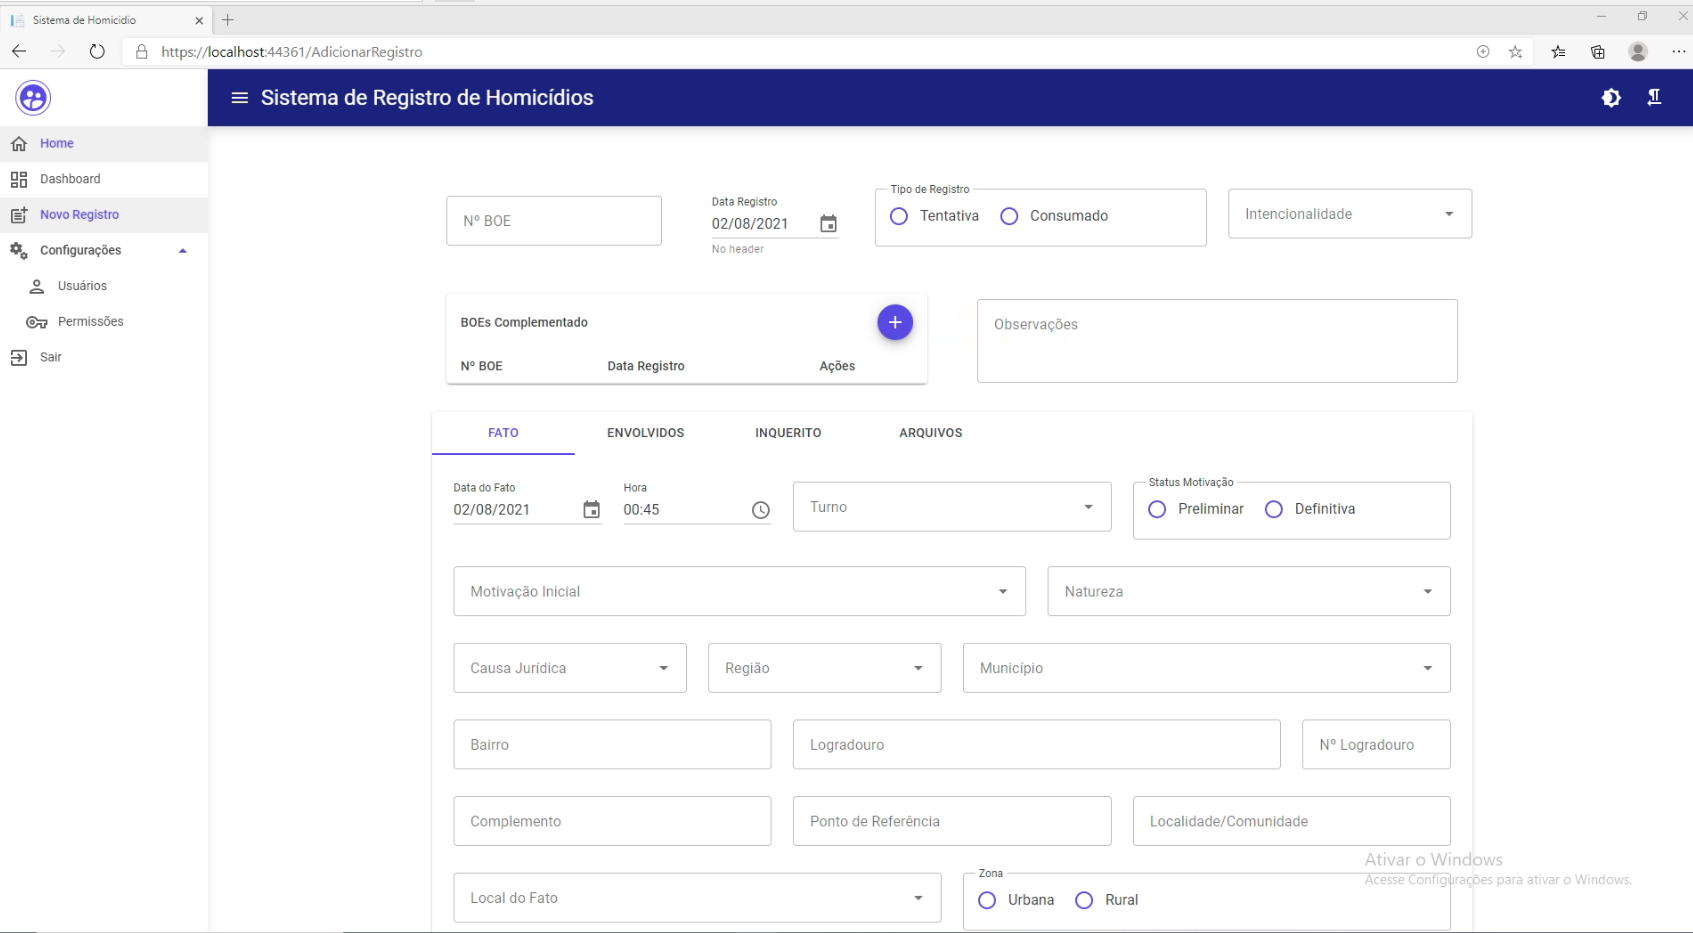 Sistema de Homicidio
https://localhost:44361/AdicionarRegistro
Sistema de Registro de Homicídios
Home
Dashboard
Novo Registro
Configurações
Usuários
Permissões
Sair
Nº BOE
Data Registro
02/08/2021
No header
Tipo de Registro
Tentativa Consumado
Intencionalidade
BOEs Complementado
Nº BOE Data Registro Ações
Observações
FATO ENVOLVIDOS INQUERITO ARQUIVOS
Data do Fato
02/08/2021
Hora
00:45
Turno
Status Motivação
Preliminar Definitiva
Motivação Inicial
Natureza
Causa Jurídica
Região
Município
Bairro
Logradouro
Nº Logradouro
Complemento
Ponto de Referência
Localidade/Comunidade
Local do Fato
Zona
Urbana Rural
Ativar o Windows
Acesse Configurações para ativar o Windows.